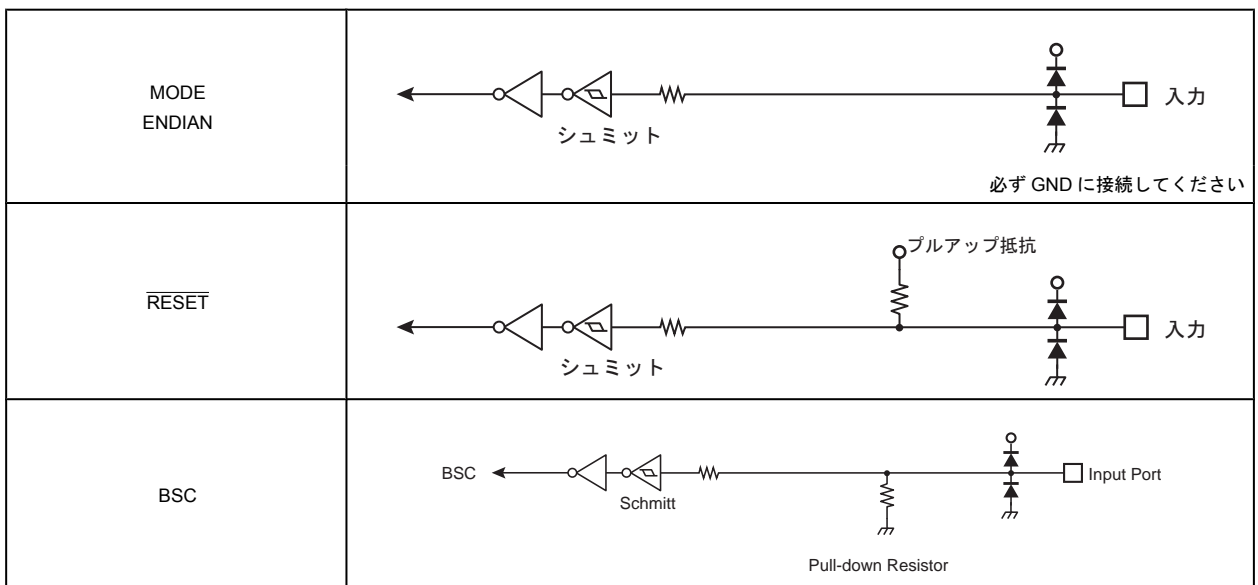 MODE
ENDIAN
シュミット
入力
必ず GND に接続してください
RESET
プルアップ抵抗
シュミット
入力
BSC
BSC
Schmitt
Input Port
Pull-down Resistor